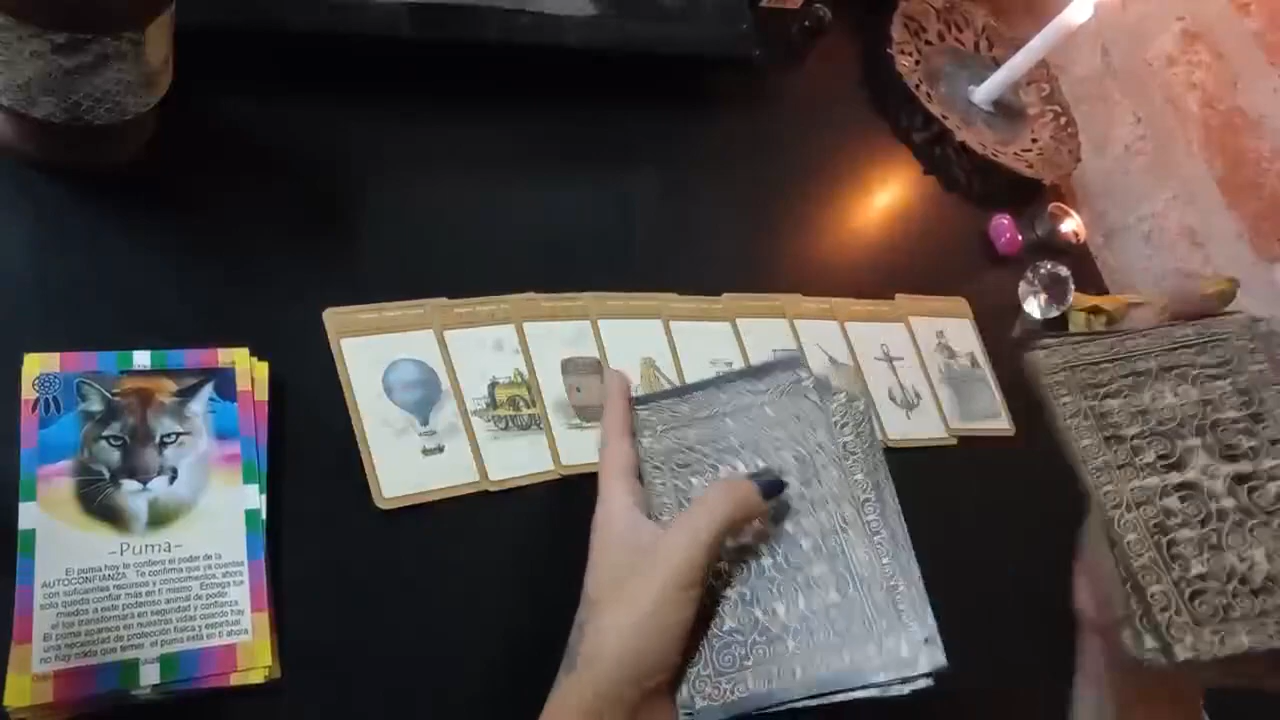 -Puma-
El puma hoy te confiere el poder de la
AUTOCONFIANZA. Te confirma que ya cuentas
con suficientes recursos y conocimientos, ahora
solo queda confiar más en ti mismo. Entrega tus
miedos a este poderoso animal de poder,
el los transformará en seguridad y confianza.
El puma aparece en nuestras vidas cuando hay
una necesidad de protección física y espiritual,
no hay nada que temer, el puma está en ti ahora